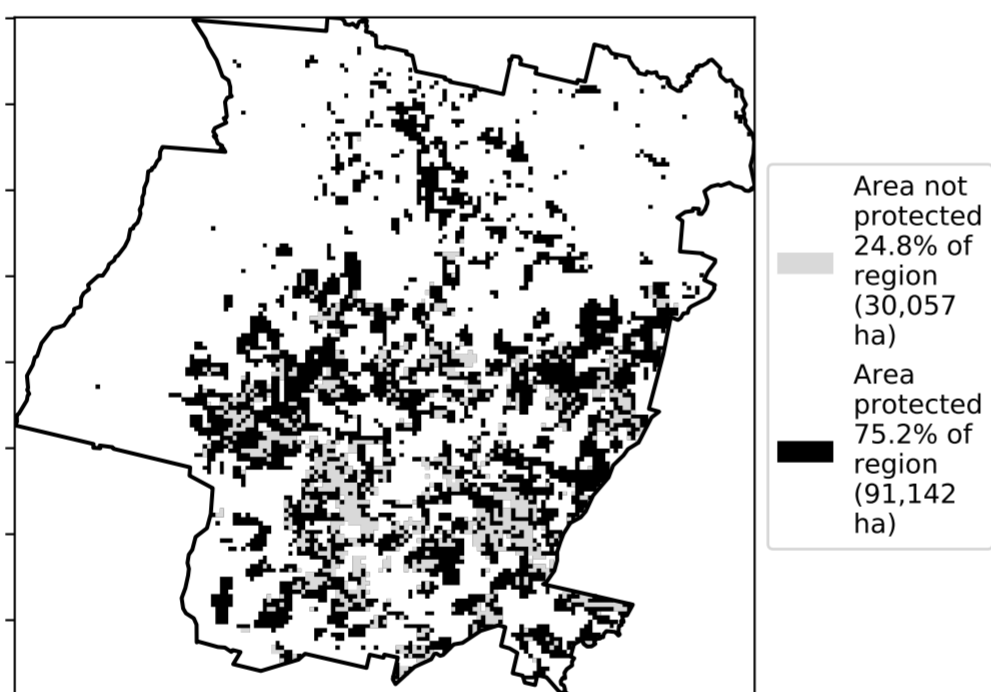 Area not
protected
24.8% of
region
(30,057
ha)
Area
protected
75.2% of
region
(91,142
ha)